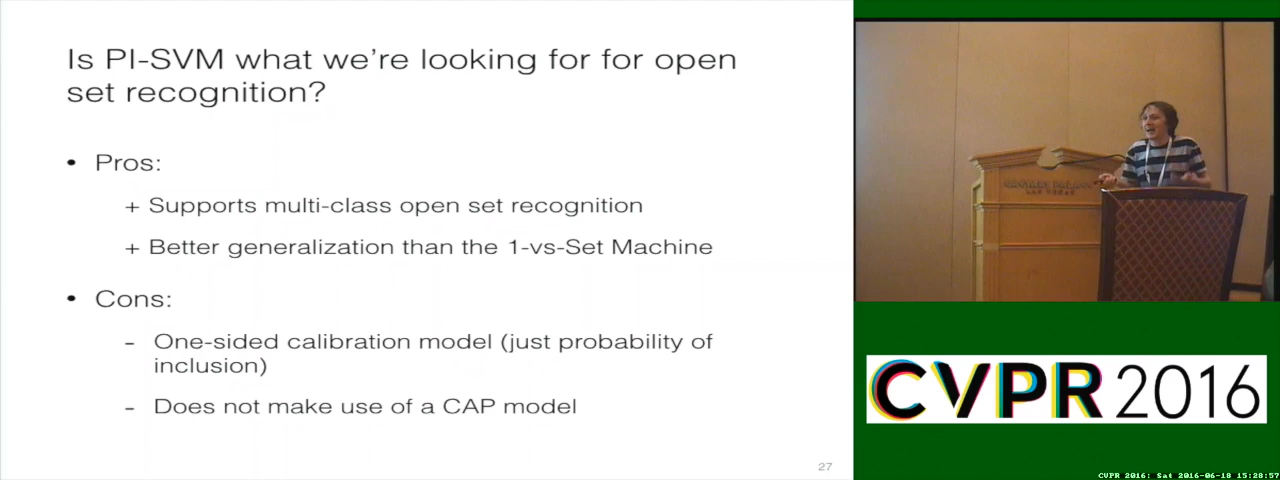 Is PI-SVM what we're looking for for open
set recognition?
• Pros:
+ Supports multi-class open set recognition
+ Better generalization than the 1-vs-Set Machine
• Cons:
- One-sided calibration model (just probability of
inclusion)
- Does not make use of a CAP model
27
LAS VEGAS
CVPR 2016
CVPR 2016: Sat 2016-06-18 15:28:57